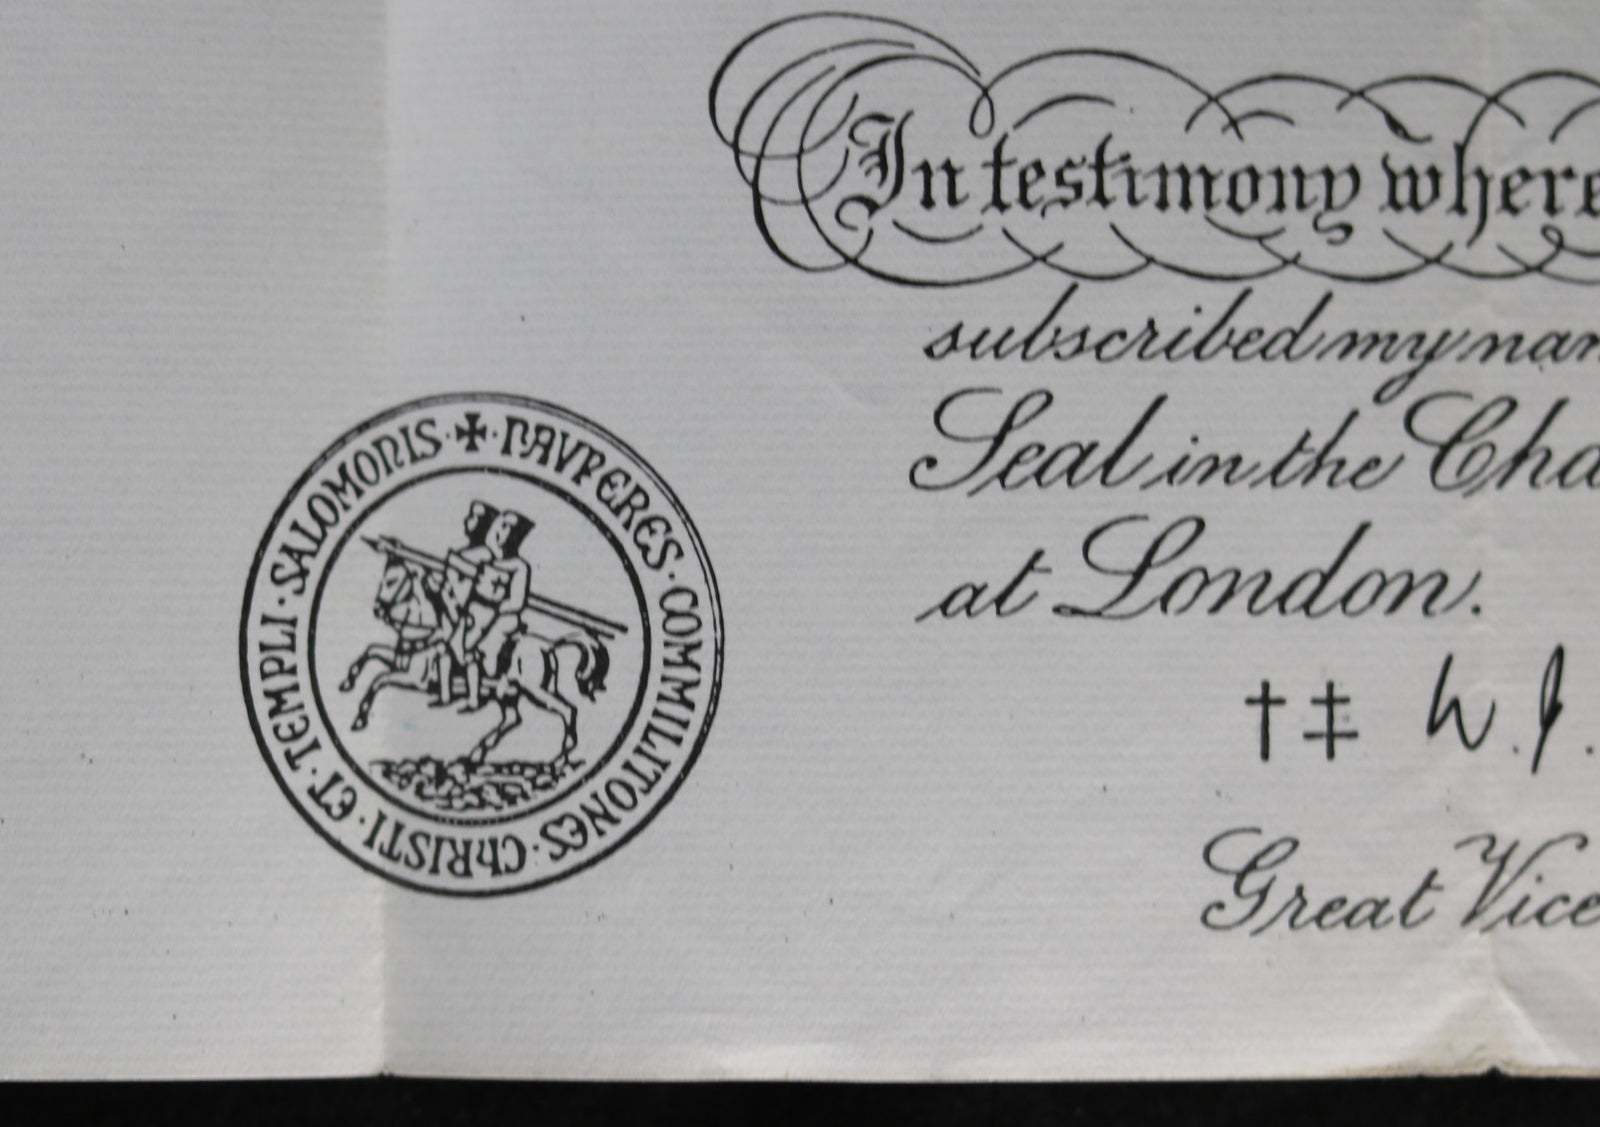 In testimony where
subscribed my nam
Seal in the Cha
at London.
†‡ W.J.
Great Vice
✠ · PAVPERES · COMMILITONES · ChRISTI · ET · TEMPLI · SALOMONIS ·